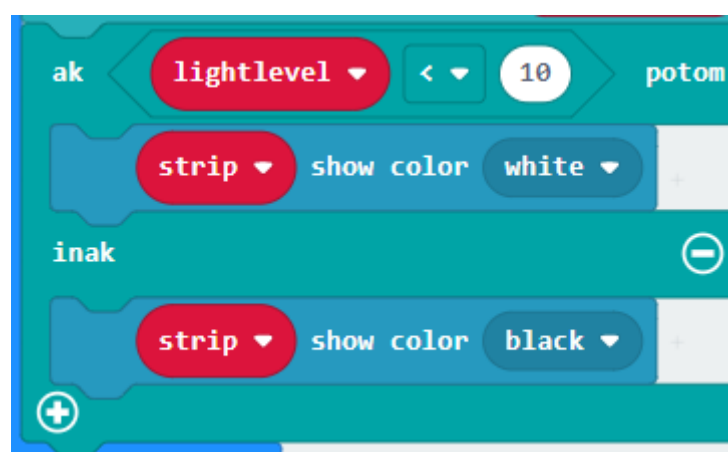 ak lightlevel < 10 potom
strip show color white
inak
strip show color black